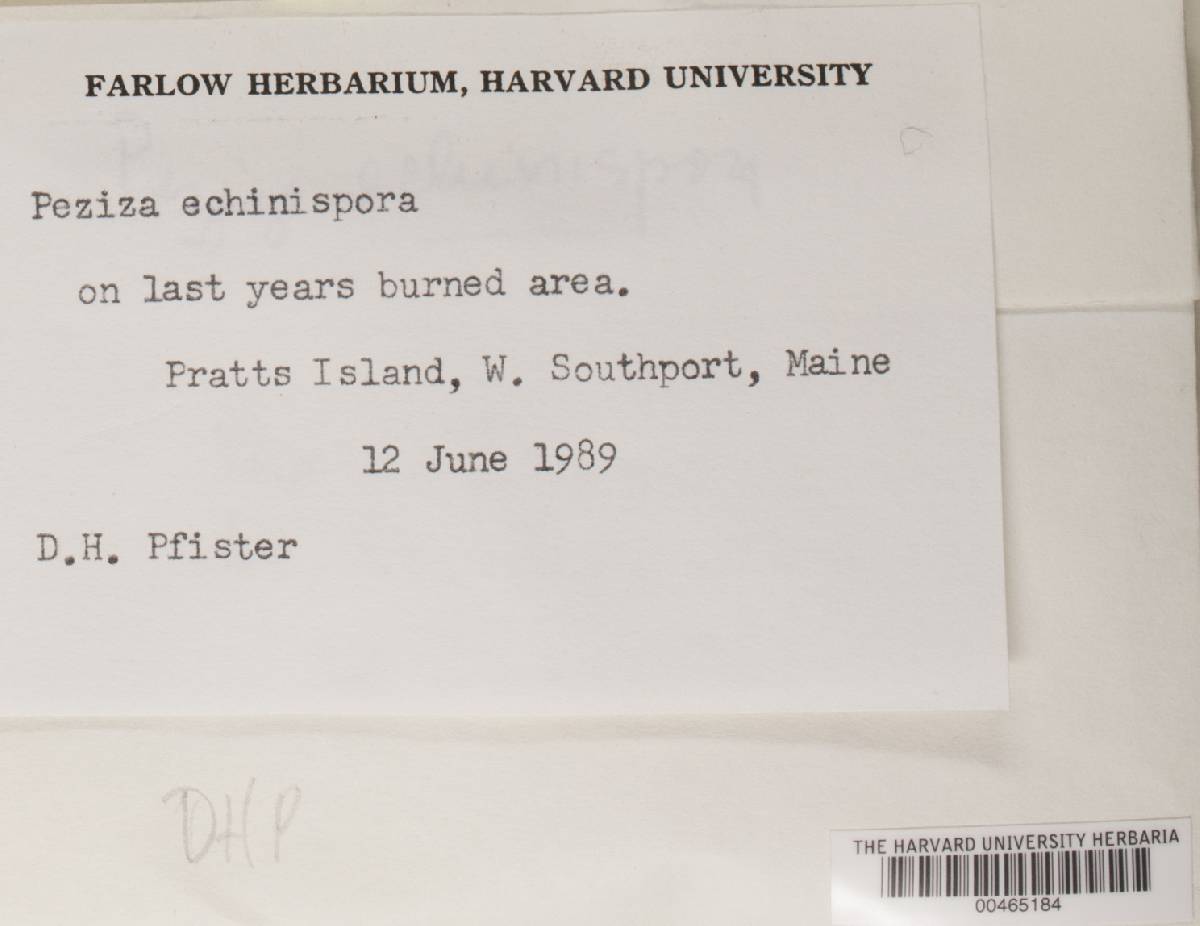 FARLOW HERBARIUM, HARVARD UNIVERSITY
Peziza echinispora
on last years burned area.
Pratts Island, W. Southport, Maine
12 June 1989
D.H. Pfister
DHP
THE HARVARD UNIVERSITY HERBARIA
00465184